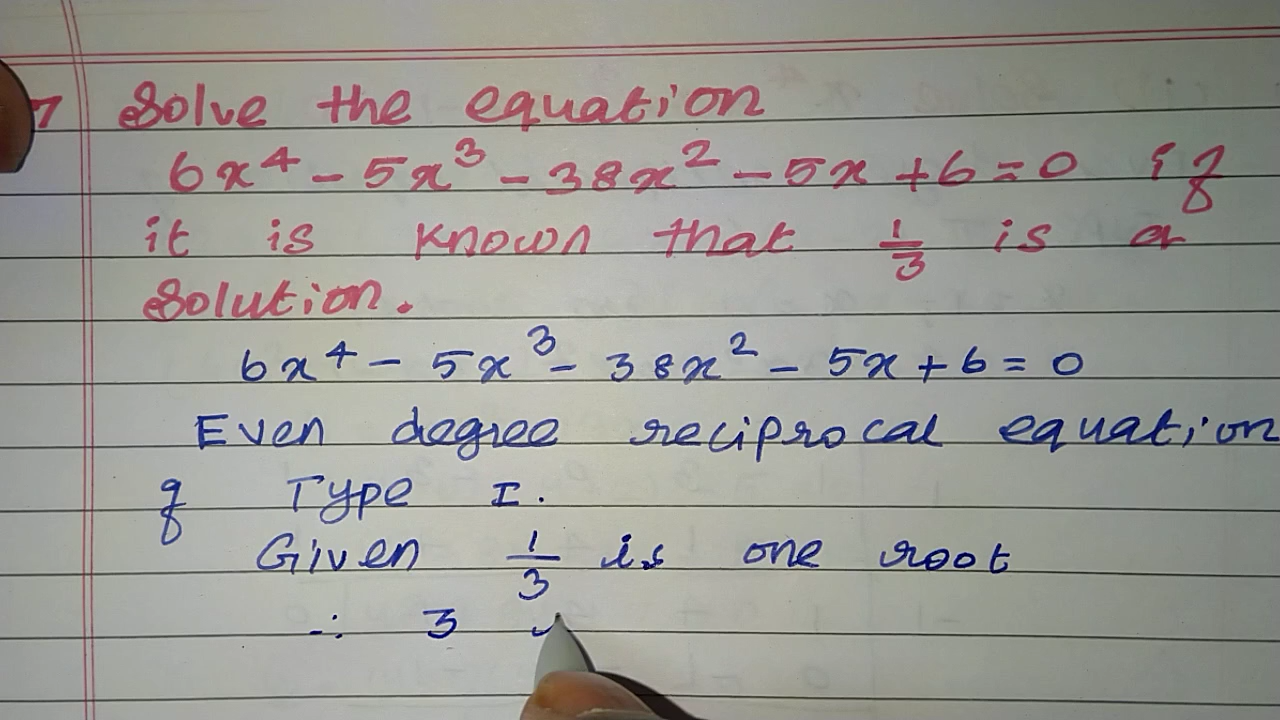 Solve the equation
6x⁴ - 5x³ - 38x² - 5x + 6 = 0 if
it is known that 1/3 is a
solution.
6x⁴ - 5x³ - 38x² - 5x + 6 = 0
Even degree reciprocal equation
of Type I.
Given 1/3 is one root
∴ 3